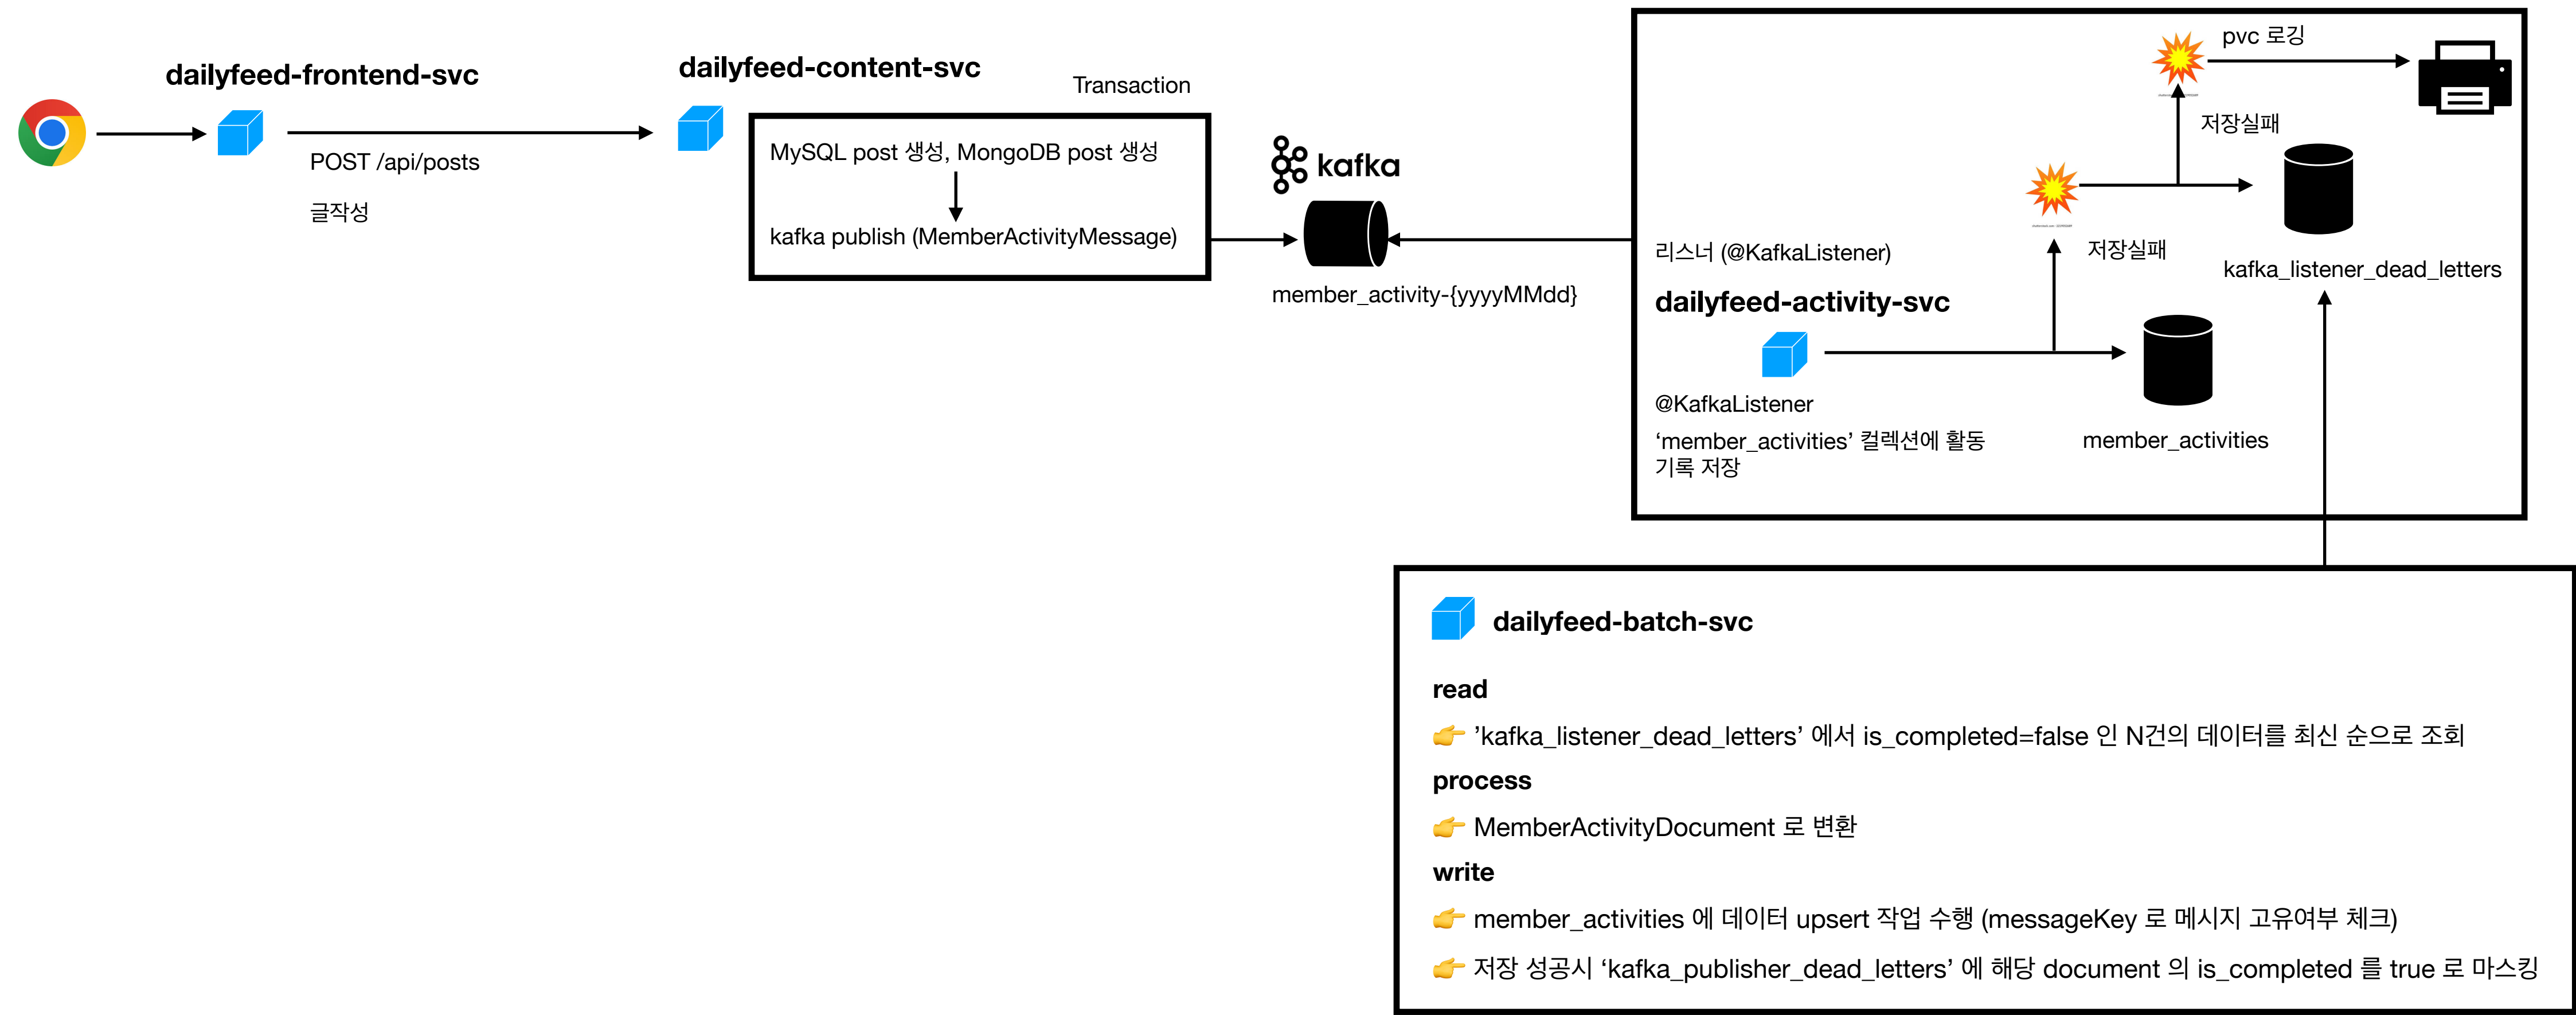 dailyfeed-frontend-svc
POST /api/posts
글작성
dailyfeed-content-svc
Transaction
MySQL post 생성, MongoDB post 생성
kafka publish (MemberActivityMessage)
kafka
member_activity-{yyyyMMdd}
pvc 로깅
저장실패
저장실패
kafka_listener_dead_letters
리스너 (@KafkaListener)
dailyfeed-activity-svc
@KafkaListener
‘member_activities’ 컬렉션에 활동
기록 저장
member_activities
dailyfeed-batch-svc
read
👉 ’kafka_listener_dead_letters’ 에서 is_completed=false 인 N건의 데이터를 최신 순으로 조회
process
👉 MemberActivityDocument 로 변환
write
👉 member_activities 에 데이터 upsert 작업 수행 (messageKey 로 메시지 고유여부 체크)
👉 저장 성공시 ‘kafka_publisher_dead_letters’ 에 해당 document 의 is_completed 를 true 로 마스킹